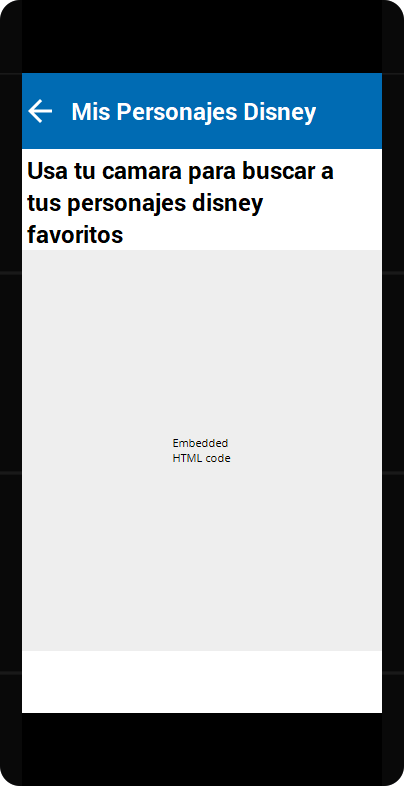 Mis Personajes Disney
Usa tu camara para buscar a
tus personajes disney
favoritos
Embedded
HTML code